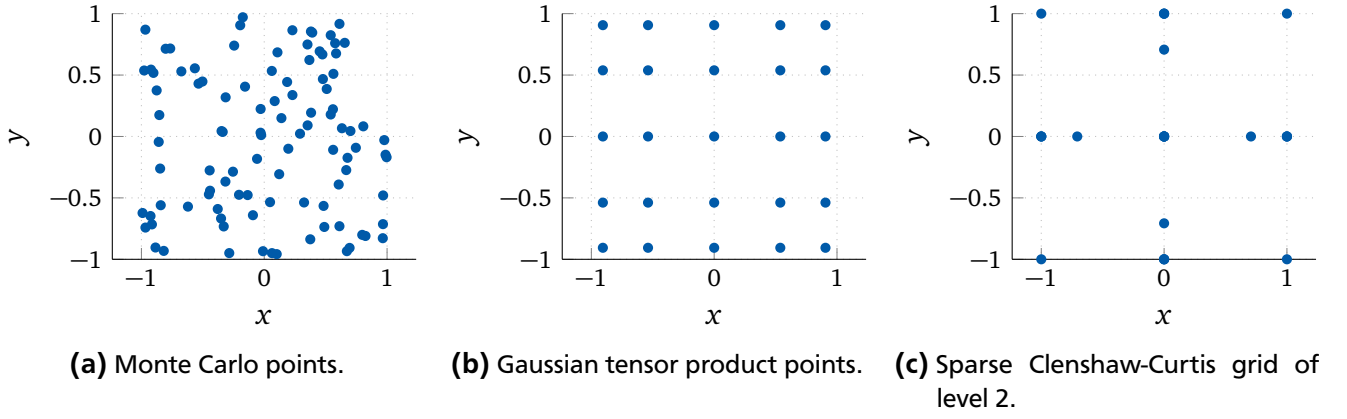 1
0.5
0
−0.5
−1
y
−1 0 1
x
(a) Monte Carlo points.
1
0.5
0
−0.5
−1
y
−1 0 1
x
(b) Gaussian tensor product points.
1
0.5
0
−0.5
−1
y
−1 0 1
x
(c) Sparse Clenshaw-Curtis grid of
level 2.